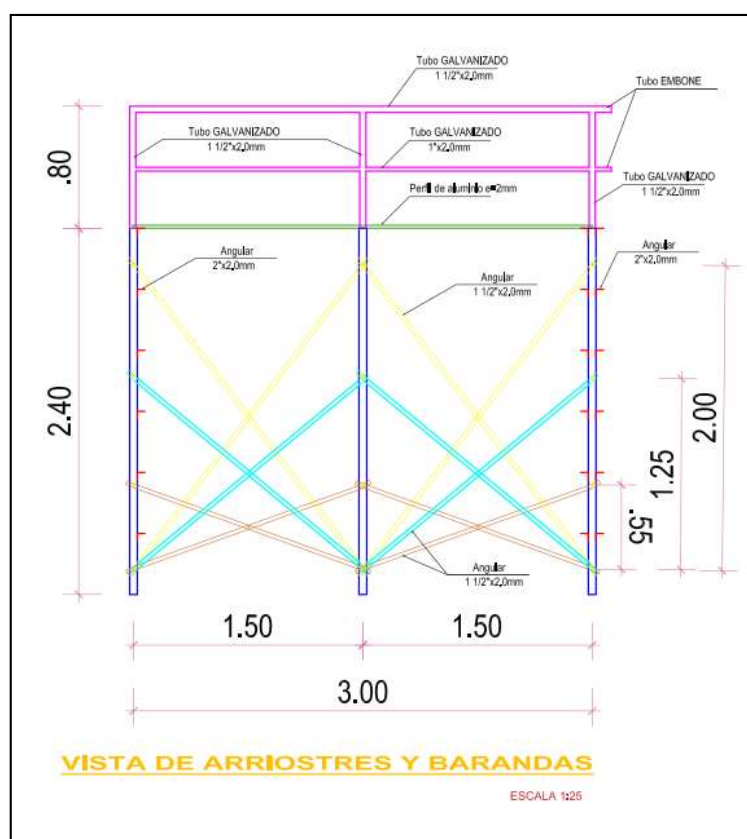 Tubo GALVANIZADO
1 1/2"x2.0mm
Tubo EMBONE
Tubo GALVANIZADO
1 1/2"x2.0mm
Tubo GALVANIZADO
1"x2.0mm
.80
Tubo GALVANIZADO
1 1/2"x2.0mm
Perfil de aluminio e=2mm
Angular
2"x2.0mm
Angular
2"x2.0mm
Angular
1 1/2"x2.0mm
2.40
2.00
1.25
.55
Angular
1 1/2"x2.0mm
1.50
1.50
3.00
VISTA DE ARRIOSTRES Y BARANDAS
ESCALA 1:25